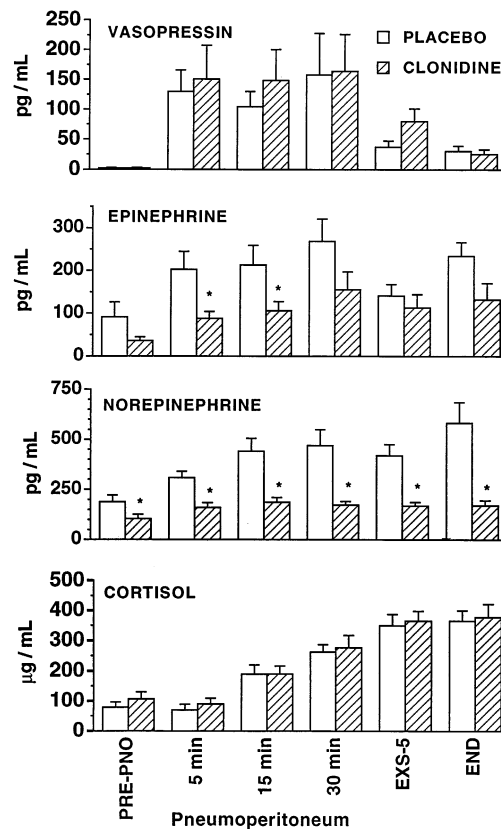 VASOPRESSIN
PLACEBO
CLONIDINE
pg / mL
250
200
150
100
50
0
EPINEPHRINE
pg / mL
300
200
100
0
*
*
NOREPINEPHRINE
pg / mL
750
500
250
0
*
*
*
*
*
*
CORTISOL
µg / mL
500
400
300
200
100
0
PRE-PNO
5 min
15 min
30 min
EXS-5
END
Pneumoperitoneum